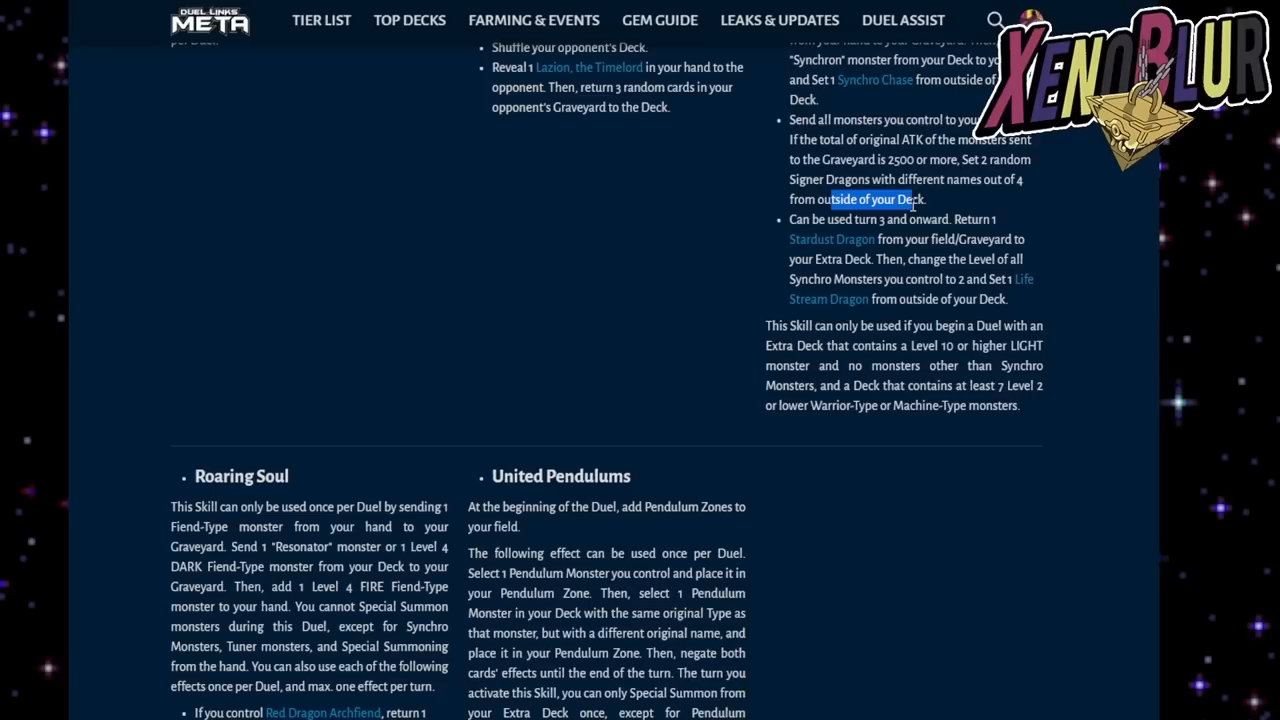 DUEL LINKS
META
TIER LIST
TOP DECKS
FARMING & EVENTS
GEM GUIDE
LEAKS & UPDATES
DUEL ASSIST
XENOBLUR
per Duel.
Shuffle your opponent's Deck.
Reveal 1 Lazion, the Timelord in your hand to the
opponent. Then, return 3 random cards in your
opponent's Graveyard to the Deck.
from your hand to your Graveyard.
"Synchron" monster from your Deck to
and Set 1 Synchro Chase from outside of
Deck.
Send all monsters you control to your
If the total of original ATK of the monsters sent
to the Graveyard is 2500 or more, Set 2 random
Signer Dragons with different names out of 4
from outside of your Deck.
Can be used turn 3 and onward. Return 1
Stardust Dragon from your field/Graveyard to
your Extra Deck. Then, change the Level of all
Synchro Monsters you control to 2 and Set 1 Life
Stream Dragon from outside of your Deck.
This Skill can only be used if you begin a Duel with an
Extra Deck that contains a Level 10 or higher LIGHT
monster and no monsters other than Synchro
Monsters, and a Deck that contains at least 7 Level 2
or lower Warrior-Type or Machine-Type monsters.
Roaring Soul
This Skill can only be used once per Duel by sending 1
Fiend-Type monster from your hand to your
Graveyard. Send 1 "Resonator" monster or 1 Level 4
DARK Fiend-Type monster from your Deck to your
Graveyard. Then, add 1 Level 4 FIRE Fiend-Type
monster to your hand. You cannot Special Summon
monsters during this Duel, except for Synchro
Monsters, Tuner monsters, and Special Summoning
from the hand. You can also use each of the following
effects once per Duel, and max. one effect per turn.
If you control Red Dragon Archfiend, return 1
United Pendulums
At the beginning of the Duel, add Pendulum Zones to
your field.
The following effect can be used once per Duel.
Select 1 Pendulum Monster you control and place it in
your Pendulum Zone. Then, select 1 Pendulum
Monster in your Deck with the same original Type as
that monster, but with a different original name, and
place it in your Pendulum Zone. Then, negate both
cards' effects until the end of the turn. The turn you
activate this Skill, you can only Special Summon from
your Extra Deck once, except for Pendulum